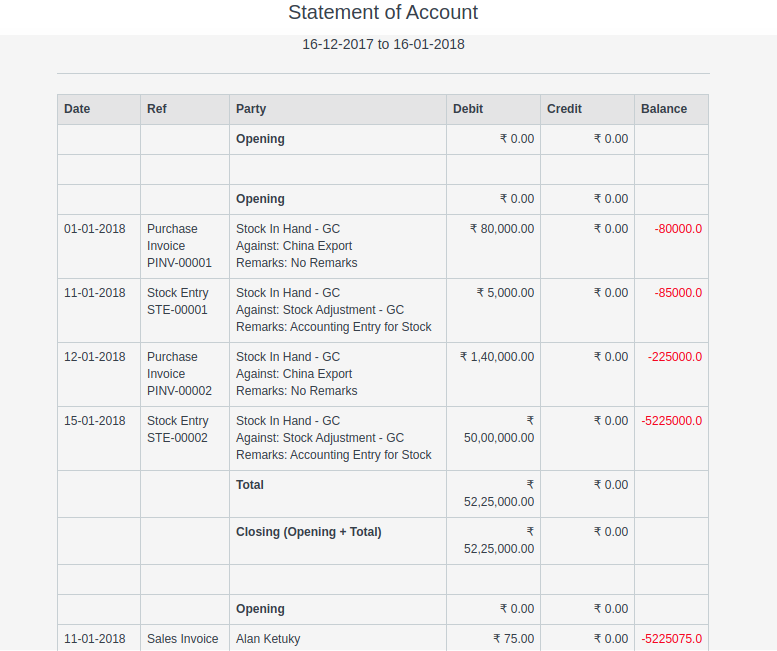 Statement of Account
16-12-2017 to 16-01-2018
Date Ref Party Debit Credit Balance
Opening ₹ 0.00 ₹ 0.00
Opening ₹ 0.00 ₹ 0.00
01-01-2018 Purchase Stock In Hand - GC ₹ 80,000.00 ₹ 0.00 -80000.0
Invoice Against: China Export
PINV-00001 Remarks: No Remarks
11-01-2018 Stock Entry Stock In Hand - GC ₹ 5,000.00 ₹ 0.00 -85000.0
STE-00001 Against: Stock Adjustment - GC
Remarks: Accounting Entry for Stock
12-01-2018 Purchase Stock In Hand - GC ₹ 1,40,000.00 ₹ 0.00 -225000.0
Invoice Against: China Export
PINV-00002 Remarks: No Remarks
15-01-2018 Stock Entry Stock In Hand - GC ₹ ₹ 0.00 -5225000.0
STE-00002 Against: Stock Adjustment - GC 50,00,000.00
Remarks: Accounting Entry for Stock
Total ₹ ₹ 0.00
52,25,000.00
Closing (Opening + Total) ₹ ₹ 0.00
52,25,000.00
Opening ₹ 0.00 ₹ 0.00
11-01-2018 Sales Invoice Alan Ketuky ₹ 75.00 ₹ 0.00 -5225075.0